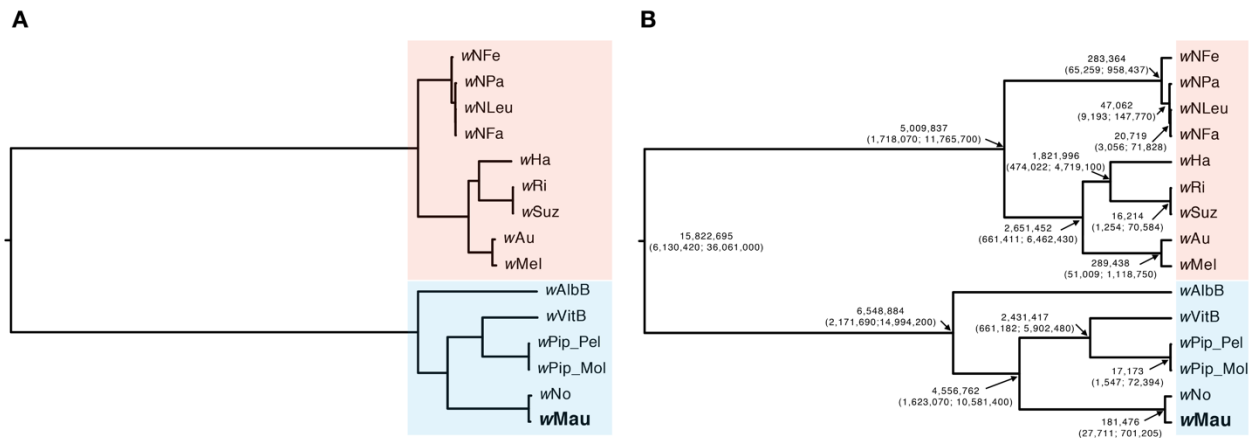 A
wNFe
wNPa
wNLeu
wNFa
wHa
wRi
wSuz
wAu
wMel
wAlbB
wVitB
wPip_Pel
wPip_Mol
wNo
wMau
B
283,364
(65,259; 958,437)
47,062
(9,193; 147,770)
20,719
(3,056; 71,828)
5,009,837
(1,718,070; 11,765,700)
1,821,996
(474,022; 4,719,100)
16,214
(1,254; 70,584)
2,651,452
(661,411; 6,462,430)
289,438
(51,009; 1,118,750)
15,822,695
(6,130,420; 36,061,000)
6,548,884
(2,171,690;14,994,200)
2,431,417
(661,182; 5,902,480)
17,173
(1,547; 72,394)
4,556,762
(1,623,070; 10,581,400)
181,476
(27,711; 701,205)
wNFe
wNPa
wNLeu
wNFa
wHa
wRi
wSuz
wAu
wMel
wAlbB
wVitB
wPip_Pel
wPip_Mol
wNo
wMau